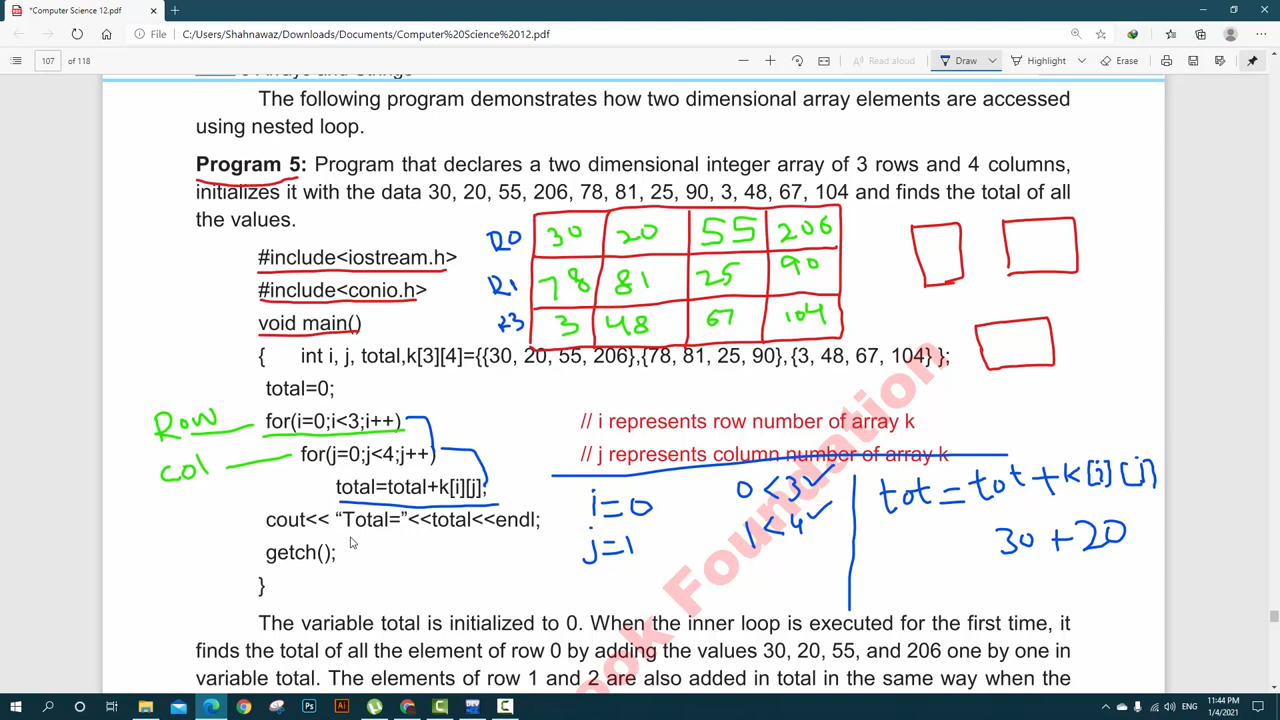 *Computer Science 12.pdf
File C:/Users/Shahnawaz/Downloads/Documents/Computer%20Science%2012.pdf
107 of 118 Read aloud Draw Highlight Erase
5 Arrays and Strings
The following program demonstrates how two dimensional array elements are accessed
using nested loop.
Program 5: Program that declares a two dimensional integer array of 3 rows and 4 columns,
initializes it with the data 30, 20, 55, 206, 78, 81, 25, 90, 3, 48, 67, 104 and finds the total of all
the values.
R0 30 20 55 206
#include<iostream.h>
R1 78 81 25 90
#include<conio.h>
R3 3 48 67 104
void main()
{ int i, j, total,k[3][4]={{30, 20, 55, 206},{78, 81, 25, 90},{3, 48, 67, 104} };
total=0;
Row for(i=0;i<3;i++) // i represents row number of array k
Col for(j=0;j<4;j++) // j represents column number of array k
total=total+k[i][j];
i=0 0<3✓ tot=tot+k[i][j]
cout<< “Total=”<<total<<endl;
j=1 1<4✓ 30+20
getch();
}
ook Foundation
The variable total is initialized to 0. When the inner loop is executed for the first time, it
finds the total of all the element of row 0 by adding the values 30, 20, 55, and 206 one by one in
variable total. The elements of row 1 and 2 are also added in total in the same way when the
11:44 PM
1/4/2021